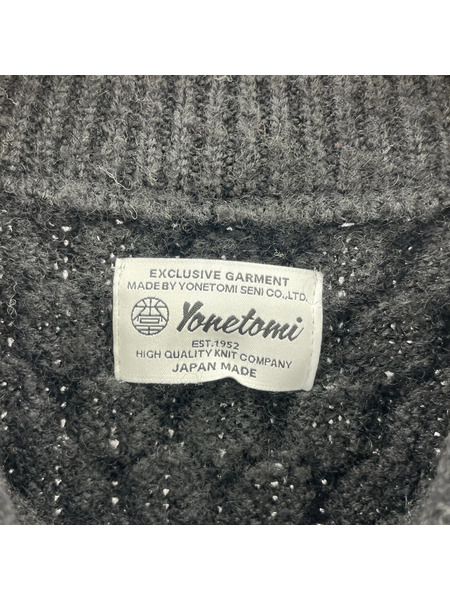 EXCLUSIVE GARMENT
MADE BY YONETOMI SENI CO.,LTD.
Yonetomi
EST.1952
HIGH QUALITY KNIT COMPANY
JAPAN MADE